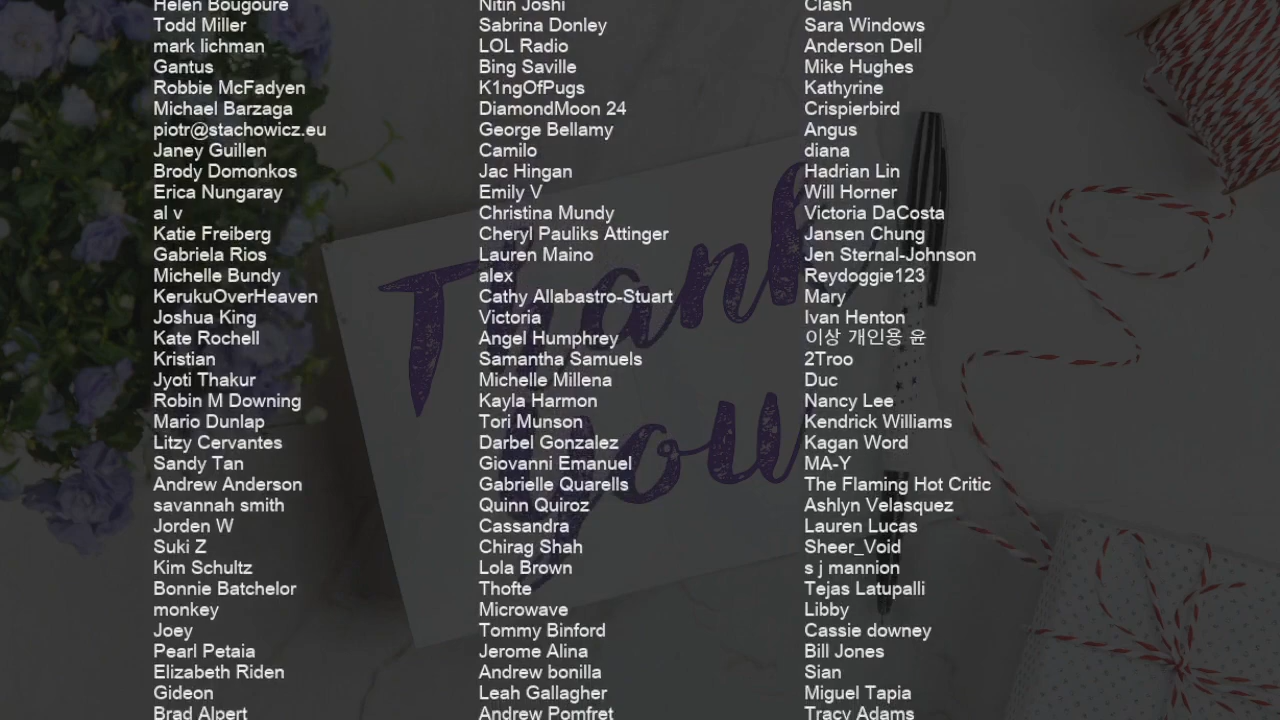 Helen Bougoure
Todd Miller
mark lichman
Gantus
Robbie McFadyen
Michael Barzaga
piotr@stachowicz.eu
Janey Guillen
Brody Domonkos
Erica Nungaray
al v
Katie Freiberg
Gabriela Rios
Michelle Bundy
KerukuOverHeaven
Joshua King
Kate Rochell
Kristian
Jyoti Thakur
Robin M Downing
Mario Dunlap
Litzy Cervantes
Sandy Tan
Andrew Anderson
savannah smith
Jorden W
Suki Z
Kim Schultz
Bonnie Batchelor
monkey
Joey
Pearl Petaia
Elizabeth Riden
Gideon
Brad Alpert
Nitin Joshi
Sabrina Donley
LOL Radio
Bing Saville
K1ngOfPugs
DiamondMoon 24
George Bellamy
Camilo
Jac Hingan
Emily V
Christina Mundy
Cheryl Pauliks Attinger
Lauren Maino
alex
Cathy Allabastro-Stuart
Victoria
Angel Humphrey
Samantha Samuels
Michelle Millena
Kayla Harmon
Tori Munson
Darbel Gonzalez
Giovanni Emanuel
Gabrielle Quarells
Quinn Quiroz
Cassandra
Chirag Shah
Lola Brown
Thofte
Microwave
Tommy Binford
Jerome Alina
Andrew bonilla
Leah Gallagher
Andrew Pomfret
Clash
Sara Windows
Anderson Dell
Mike Hughes
Kathyrine
Crispierbird
Angus
diana
Hadrian Lin
Will Horner
Victoria DaCosta
Jansen Chung
Jen Sternal-Johnson
Reydoggie123
Mary
Ivan Henton
이상 개인용 윤
2Troo
Duc
Nancy Lee
Kendrick Williams
Kagan Word
MA-Y
The Flaming Hot Critic
Ashlyn Velasquez
Lauren Lucas
Sheer_Void
s j mannion
Tejas Latupalli
Libby
Cassie downey
Bill Jones
Sian
Miguel Tapia
Tracy Adams
Thank
you